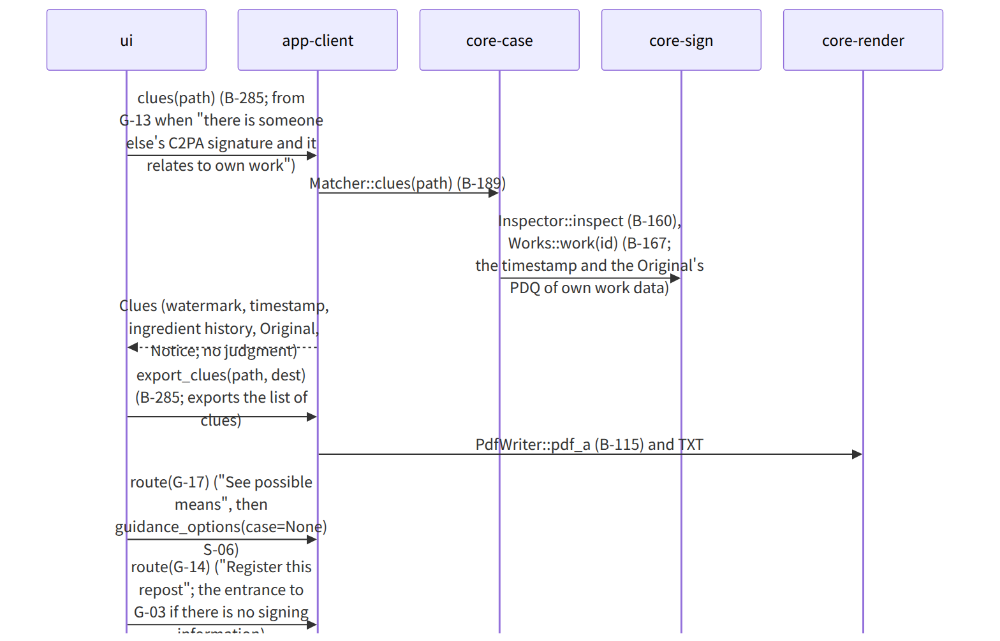 ui
app-client
core-case
core-sign
core-render
clues(path) (B-285; from
G-13 when "there is someone
else's C2PA signature and it
relates to own work")
Matcher::clues(path) (B-189)
Inspector::inspect (B-160),
Works::work(id) (B-167;
the timestamp and the Original's
PDQ of own work data)
Clues (watermark, timestamp,
ingredient history, Original,
Notice; no judgment)
export_clues(path, dest)
(B-285; exports the list of
clues)
PdfWriter::pdf_a (B-115) and TXT
route(G-17) ("See possible
means", then
guidance_options(case=None)
S-06)
route(G-14) ("Register this
repost"; the entrance to
G-03 if there is no signing
information)